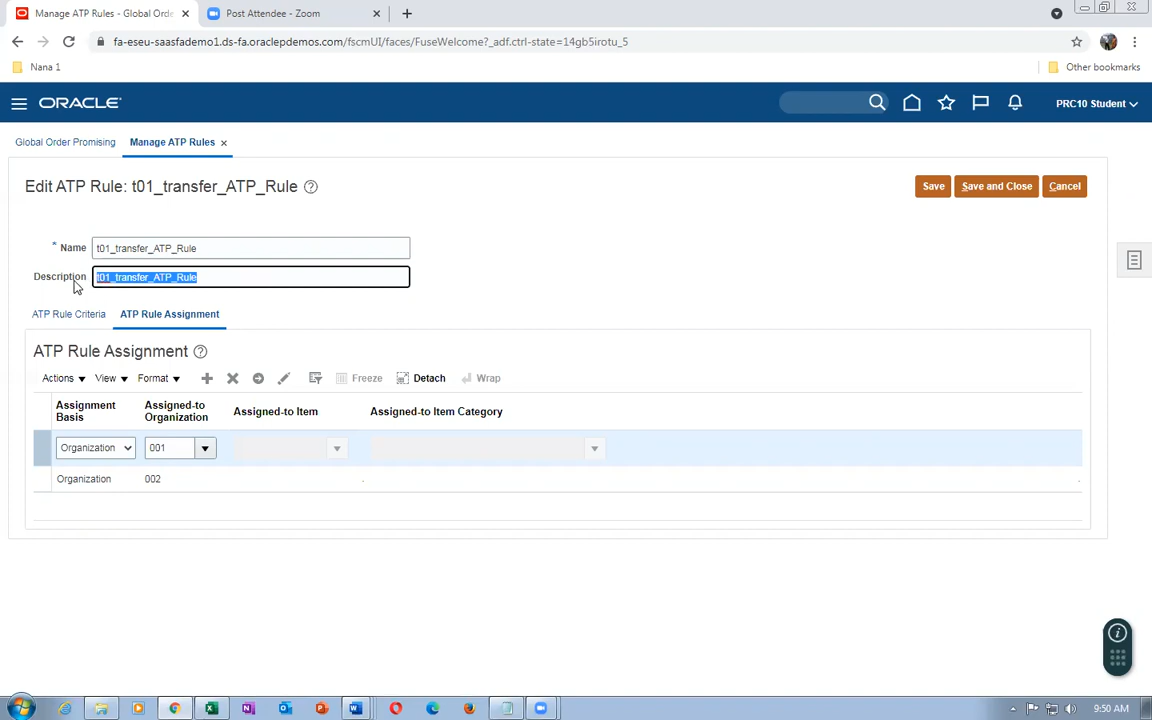 Manage ATP Rules - Global Orde
Post Attendee - Zoom
fa-eseu-saasfademo1.ds-fa.oraclepdemos.com/fscmUI/faces/FuseWelcome?_adf.ctrl-state=14gb5irotu_5
Nana 1
Other bookmarks
ORACLE
PRC10 Student
Global Order Promising
Manage ATP Rules
Edit ATP Rule: t01_transfer_ATP_Rule
Save
Save and Close
Cancel
* Name t01_transfer_ATP_Rule
Description t01_transfer_ATP_Rule
ATP Rule Criteria
ATP Rule Assignment
ATP Rule Assignment
Actions View Format Freeze Detach Wrap
Assignment Basis
Assigned-to Organization
Assigned-to Item
Assigned-to Item Category
Organization 001
Organization 002
9:50 AM